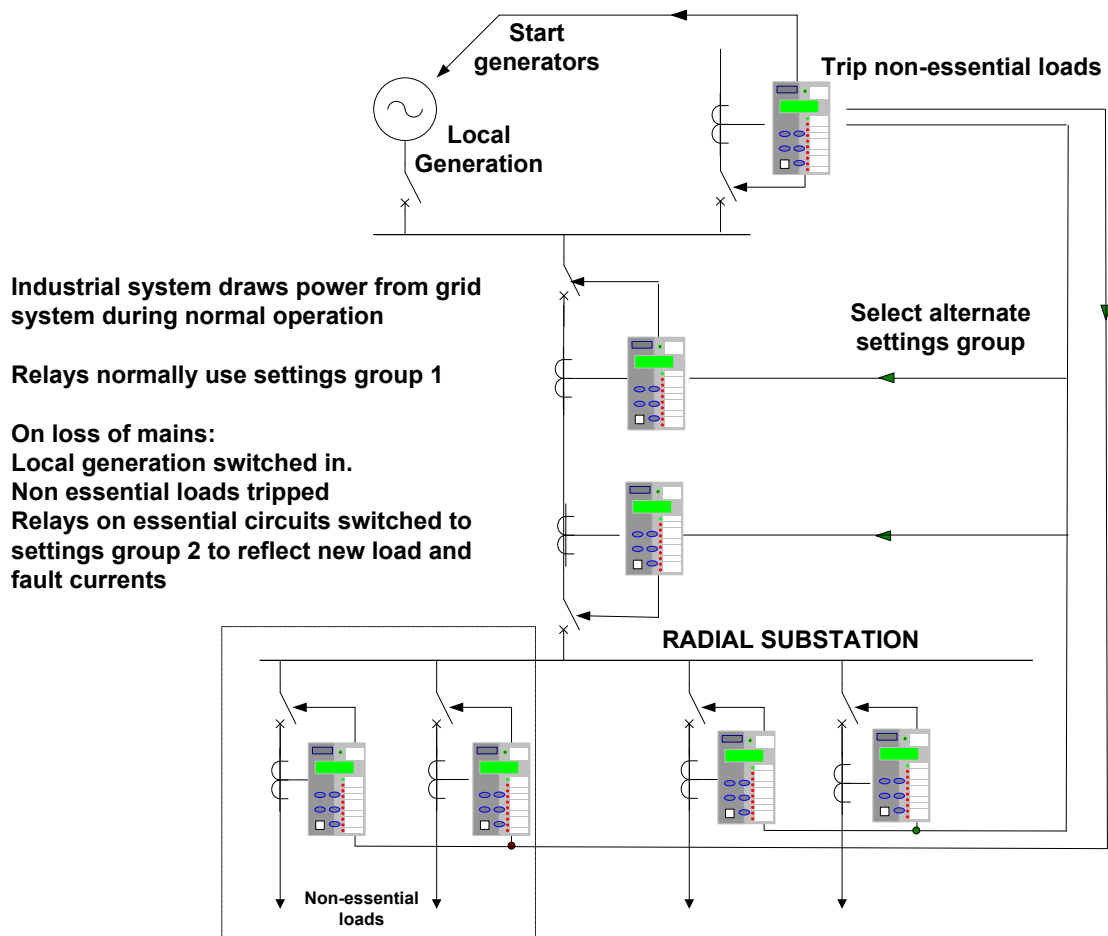 Start
generators
Trip non-essential loads
Local
Generation
Industrial system draws power from grid
system during normal operation
Select alternate
settings group
Relays normally use settings group 1
On loss of mains:
Local generation switched in.
Non essential loads tripped
Relays on essential circuits switched to
settings group 2 to reflect new load and
fault currents
RADIAL SUBSTATION
Non-essential
loads